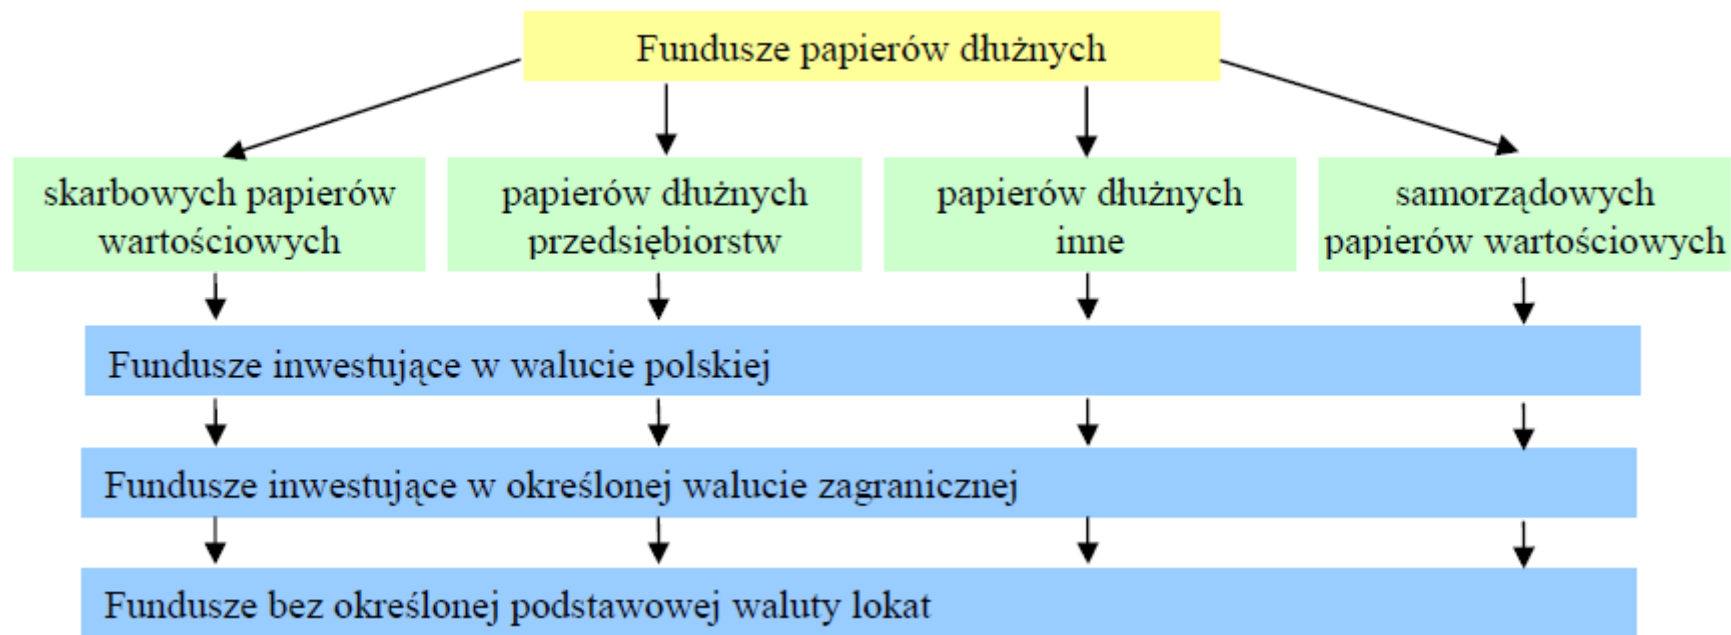 Fundusze papierów dłużnych
skarbowych papierów
wartościowych
papierów dłużnych
przedsiębiorstw
papierów dłużnych
inne
samorządowych
papierów wartościowych
Fundusze inwestujące w walucie polskiej
Fundusze inwestujące w określonej walucie zagranicznej
Fundusze bez określonej podstawowej waluty lokat